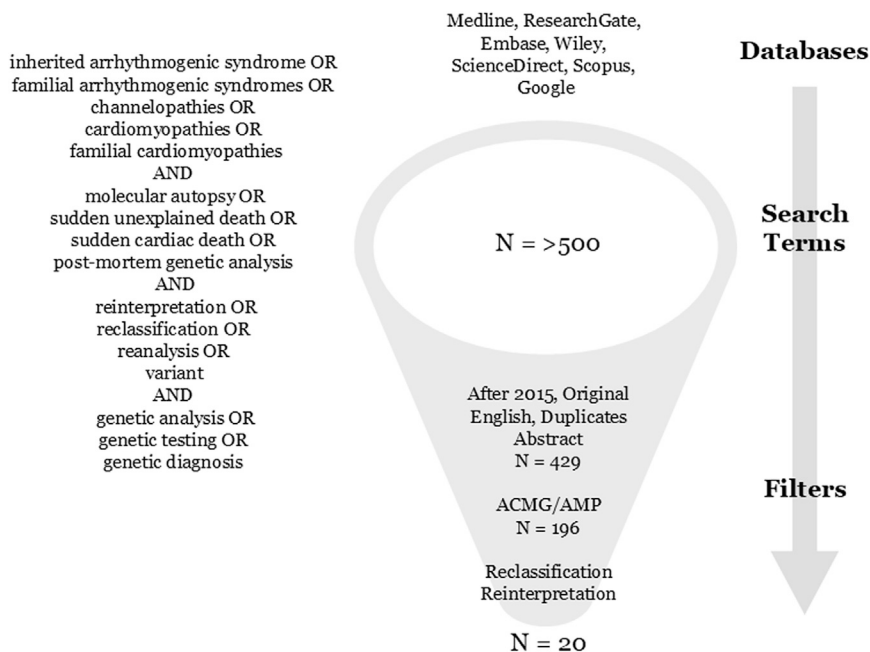 inherited arrhythmogenic syndrome OR
familial arrhythmogenic syndromes OR
channelopathies OR
cardiomyopathies OR
familial cardiomyopathies
AND
molecular autopsy OR
sudden unexplained death OR
sudden cardiac death OR
post-mortem genetic analysis
AND
reinterpretation OR
reclassification OR
reanalysis OR
variant
AND
genetic analysis OR
genetic testing OR
genetic diagnosis
Medline, ResearchGate,
Embase, Wiley,
ScienceDirect, Scopus,
Google
N = >500
After 2015, Original
English, Duplicates
Abstract
N = 429
ACMG/AMP
N = 196
Reclassification
Reinterpretation
N = 20
Databases
Search
Terms
Filters